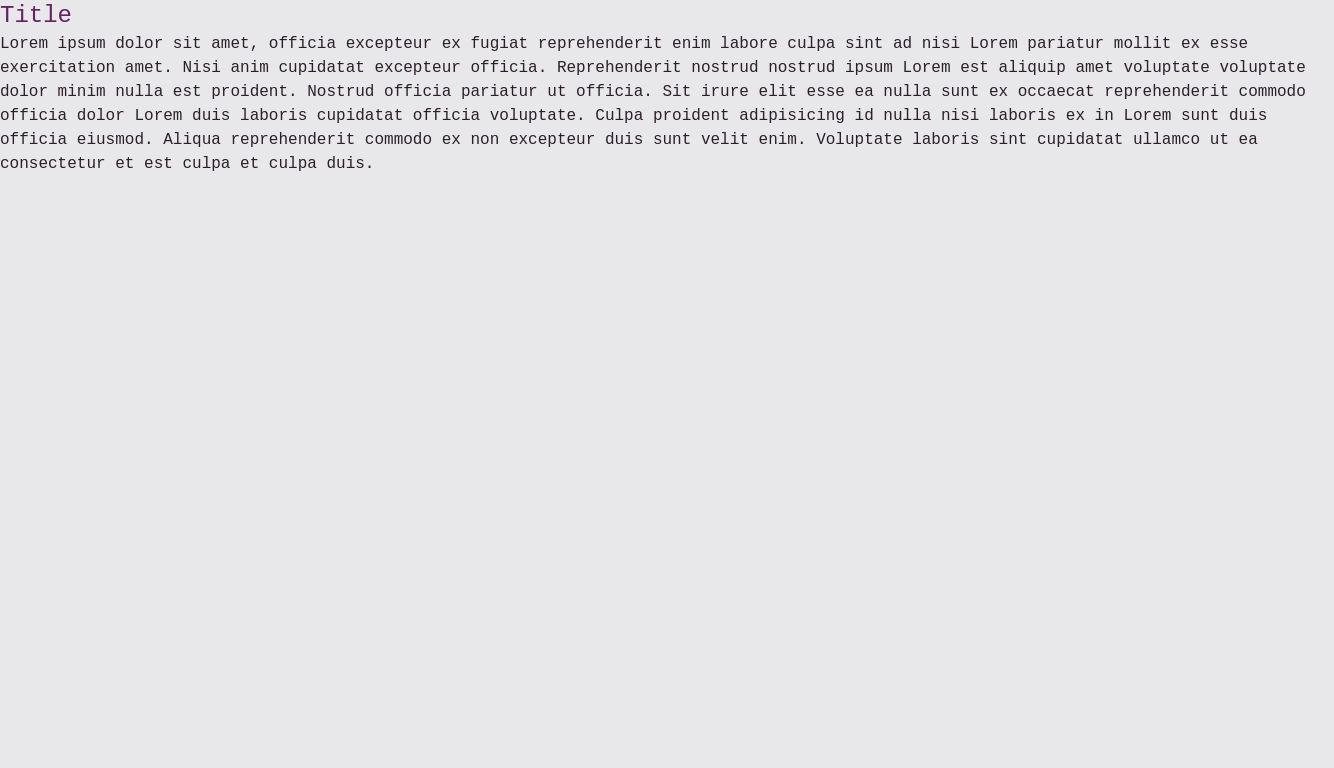 Title
Lorem ipsum dolor sit amet, officia excepteur ex fugiat reprehenderit enim labore culpa sint ad nisi Lorem pariatur mollit ex esse
exercitation amet. Nisi anim cupidatat excepteur officia. Reprehenderit nostrud nostrud ipsum Lorem est aliquip amet voluptate voluptate
dolor minim nulla est proident. Nostrud officia pariatur ut officia. Sit irure elit esse ea nulla sunt ex occaecat reprehenderit commodo
officia dolor Lorem duis laboris cupidatat officia voluptate. Culpa proident adipisicing id nulla nisi laboris ex in Lorem sunt duis
officia eiusmod. Aliqua reprehenderit commodo ex non excepteur duis sunt velit enim. Voluptate laboris sint cupidatat ullamco ut ea
consectetur et est culpa et culpa duis.